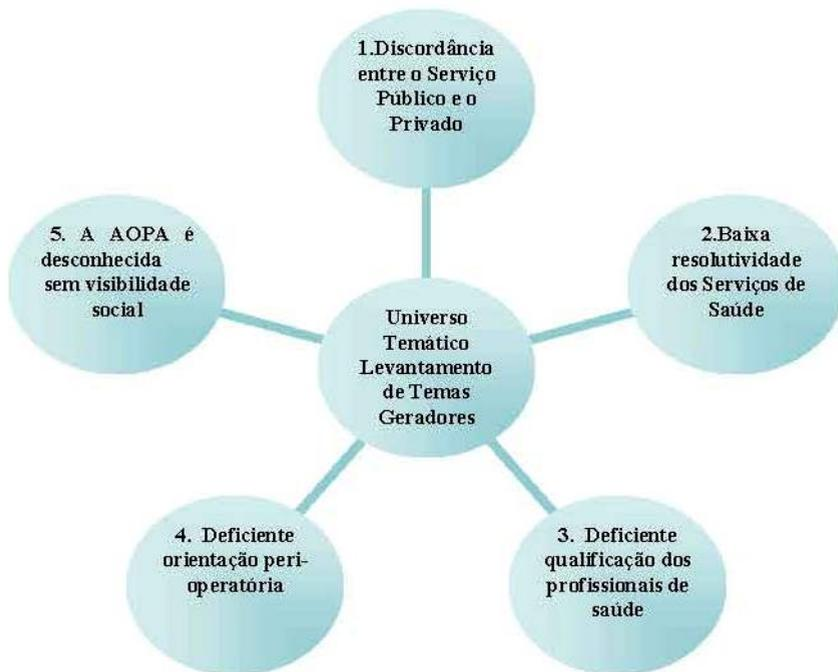 1.Discordância
entre o Serviço
Público e o
Privado
2.Baixa
resolutividade
dos Serviços de
Saúde
3. Deficiente
qualificação dos
profissionais de
saúde
4. Deficiente
orientação peri-
operatória
5. A AOPA é
desconhecida
sem visibilidade
social
Universo
Temático
Levantamento
de Temas
Geradores